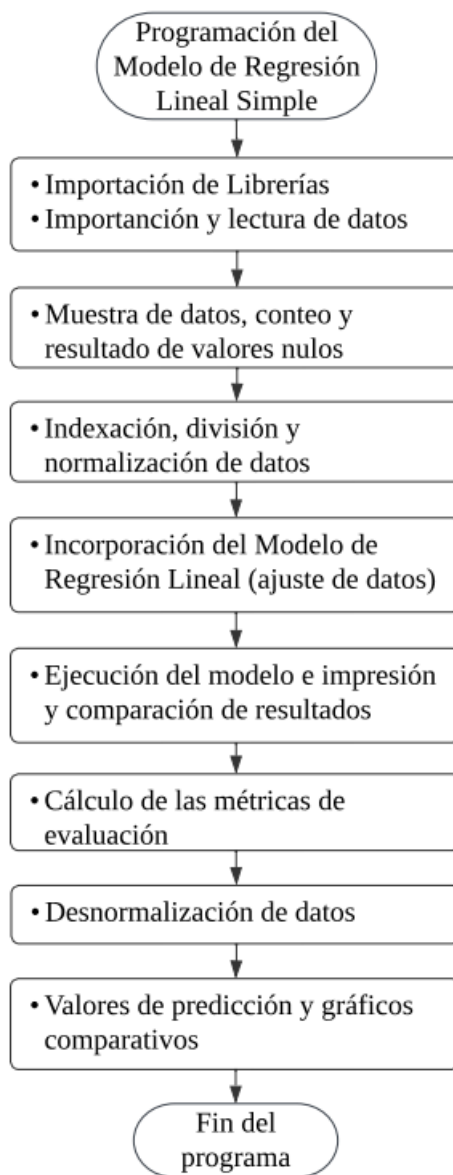 Programación del
Modelo de Regresión
Lineal Simple
• Importación de Librerías
• Importanción y lectura de datos
• Muestra de datos, conteo y
resultado de valores nulos
• Indexación, división y
normalización de datos
• Incorporación del Modelo de
Regresión Lineal (ajuste de datos)
• Ejecución del modelo e impresión
y comparación de resultados
• Cálculo de las métricas de
evaluación
• Desnormalización de datos
• Valores de predicción y gráficos
comparativos
Fin del
programa